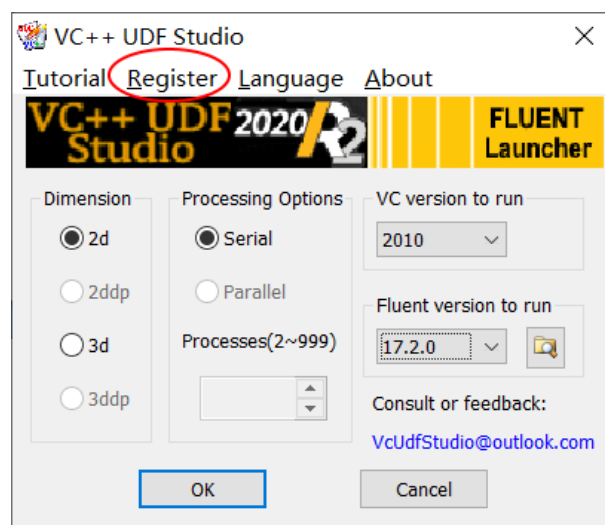 VC++ UDF Studio
Tutorial Register Language About
VC++ UDF Studio 2020 R2
FLUENT Launcher
Dimension
2d
2ddp
3d
3ddp
Processing Options
Serial
Parallel
Processes(2~999)
VC version to run
2010
Fluent version to run
17.2.0
Consult or feedback:
VcUdfStudio@outlook.com
OK
Cancel